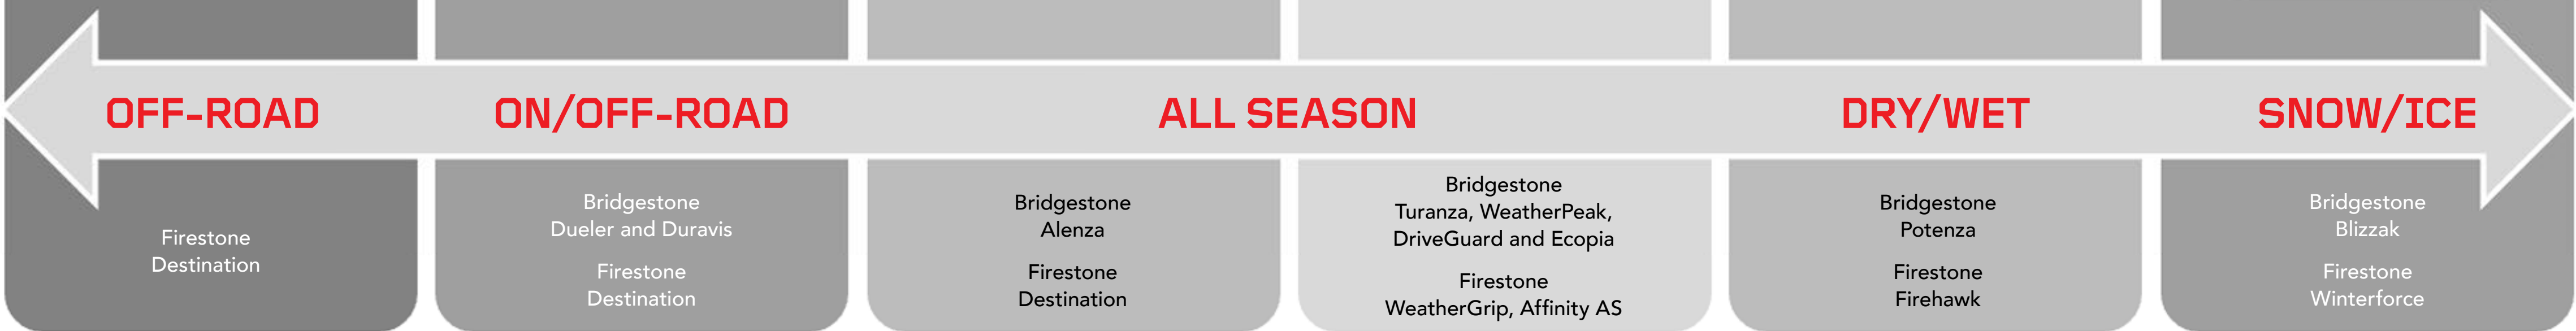 OFF-ROAD
ON/OFF-ROAD
ALL SEASON
DRY/WET
SNOW/ICE
Firestone
Destination
Bridgestone
Dueler and Duravis
Firestone
Destination
Bridgestone
Alenza
Firestone
Destination
Bridgestone
Turanza, WeatherPeak,
DriveGuard and Ecopia
Firestone
WeatherGrip, Affinity AS
Bridgestone
Potenza
Firestone
Firehawk
Bridgestone
Blizzak
Firestone
Winterforce